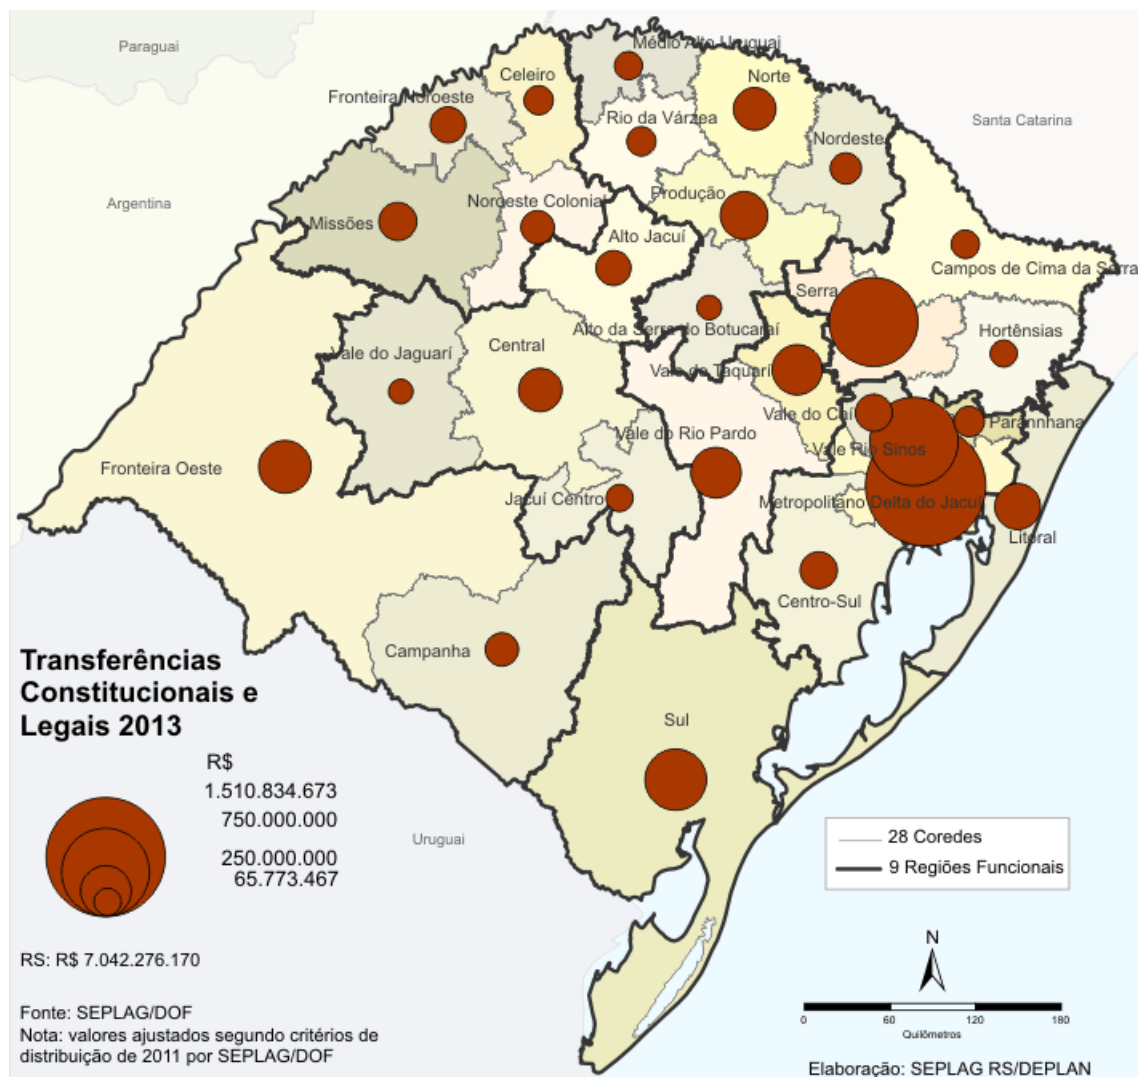 Paraguai
Médio Alto Uruguai
Celeiro
Norte
Fronteira Noroeste
Rio da Várzea
Santa Catarina
Nordeste
Argentina
Noroeste Colonial
Produção
Missões
Alto Jacuí
Campos de Cima da Serra
Serra
Alto da Serra do Botucaraí
Hortênsias
Vale do Jaguarí
Central
Vale do Taquarí
Vale do Caí
Parannhana
Vale do Rio Pardo
Vale Rio Sinos
Fronteira Oeste
Jacuí Centro
Metropolitano Delta do Jacuí
Litoral
Centro-Sul
Campanha
Sul
Uruguai
Transferências
Constitucionais e
Legais 2013
R$
1.510.834.673
750.000.000
250.000.000
65.773.467
RS: R$ 7.042.276.170
Fonte: SEPLAG/DOF
Nota: valores ajustados segundo critérios de
distribuição de 2011 por SEPLAG/DOF
28 Coredes
9 Regiões Funcionais
N
0 60 120 180
Quilômetros
Elaboração: SEPLAG RS/DEPLAN